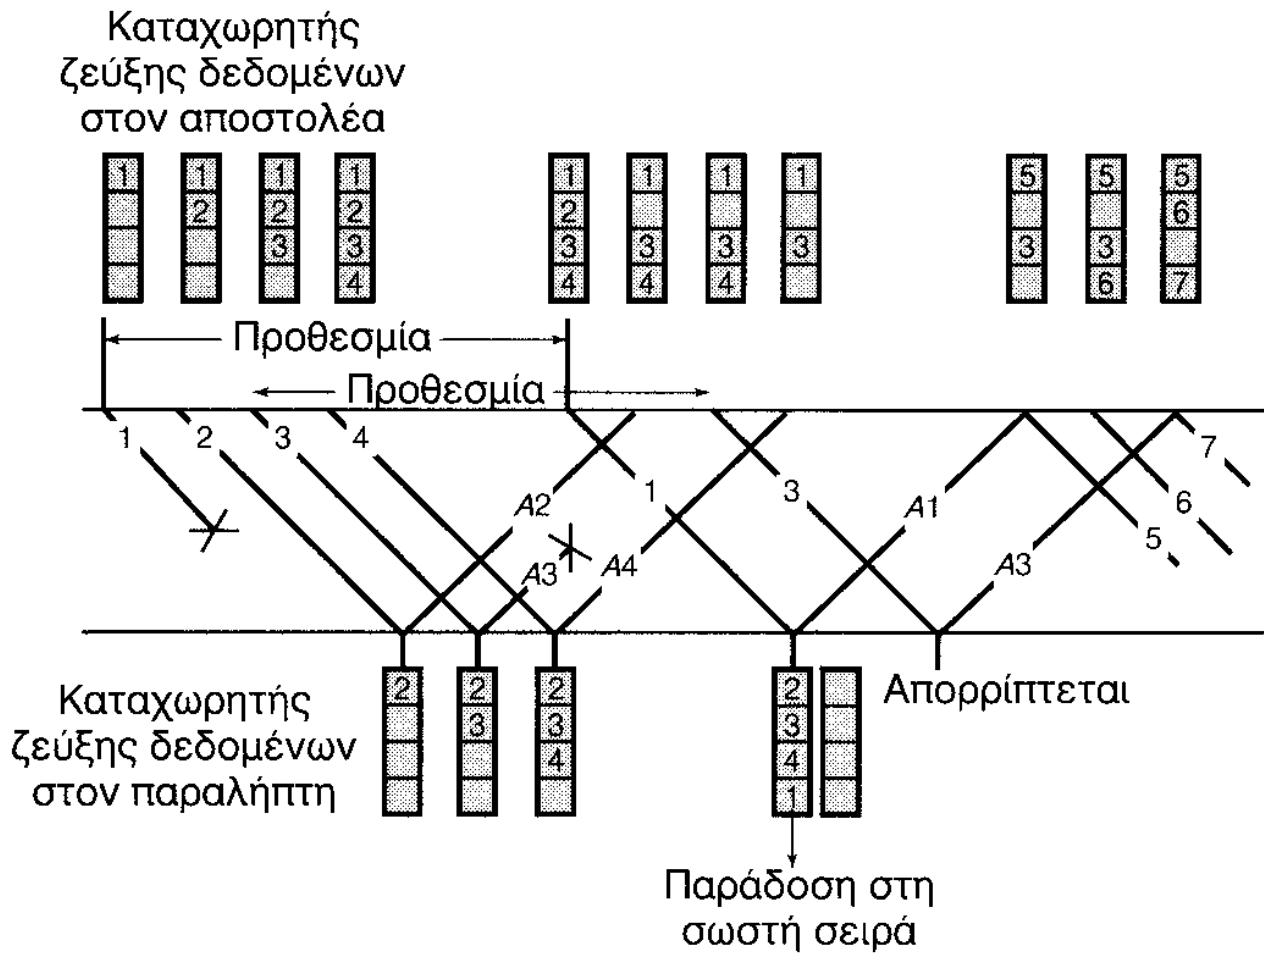 Καταχωρητής
ζεύξης δεδομένων
στον αποστολέα
1 1 1 1 1 1 1 1 5 5 5
2 2 2 2 6
3 3 3 3 3 3 3 3
4 4 4 4 6 7
Προθεσμία
Προθεσμία
1 2 3 4 7
A2 1 3 A1 6
5
A3 A4 A3
2 2 2 2
3 3 3
4 4
1
Απορρίπτεται
Καταχωρητής
ζεύξης δεδομένων
στον παραλήπτη
Παράδοση στη
σωστή σειρά